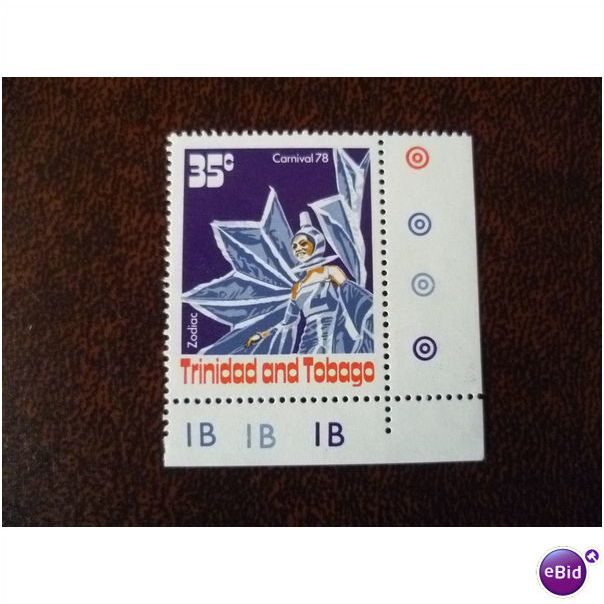 35c
Carnival 78
Zodiac
Trinidad and Tobago
1B 1B 1B
eBid